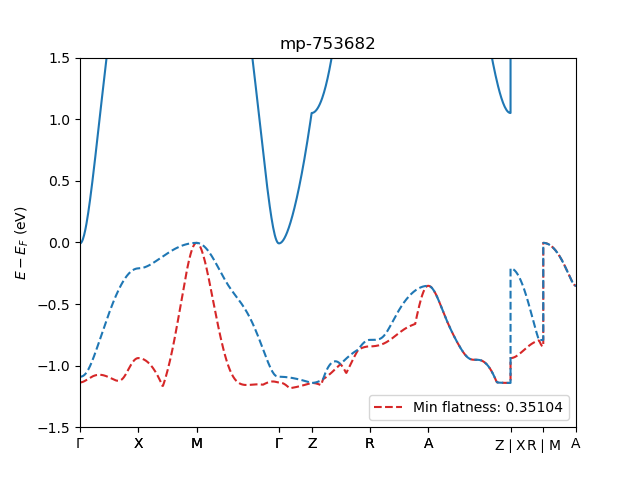 mp-753682
E − E_F (eV)
1.5
1.0
0.5
0.0
−0.5
−1.0
−1.5
Min flatness: 0.35104
Γ X M Γ Z R A Z | X R | M A